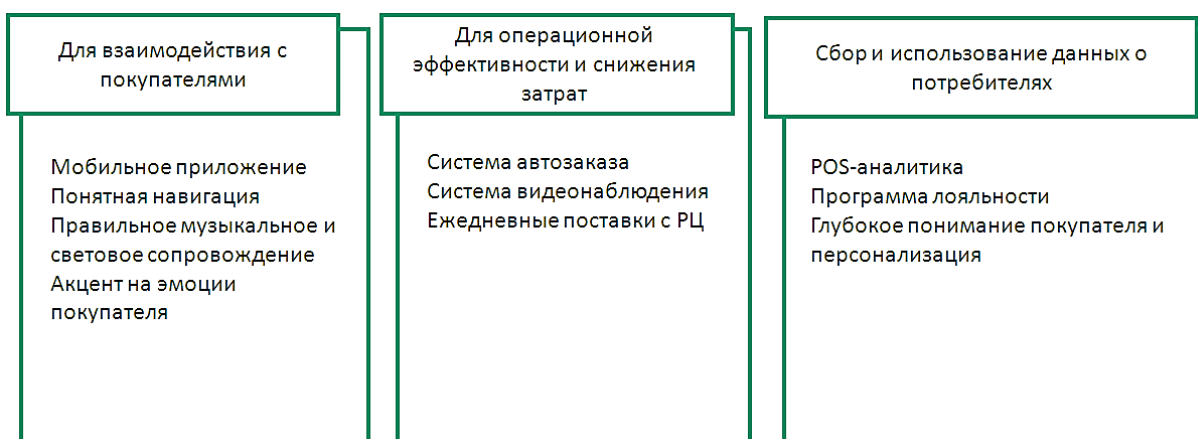 Для взаимодействия с
покупателями
Мобильное приложение
Понятная навигация
Правильное музыкальное и
световое сопровождение
Акцент на эмоции
покупателя
Для операционной
эффективности и снижения
затрат
Система автозаказа
Система видеонаблюдения
Ежедневные поставки с РЦ
Сбор и использование данных о
потребителях
POS-аналитика
Программа лояльности
Глубокое понимание покупателя и
персонализация